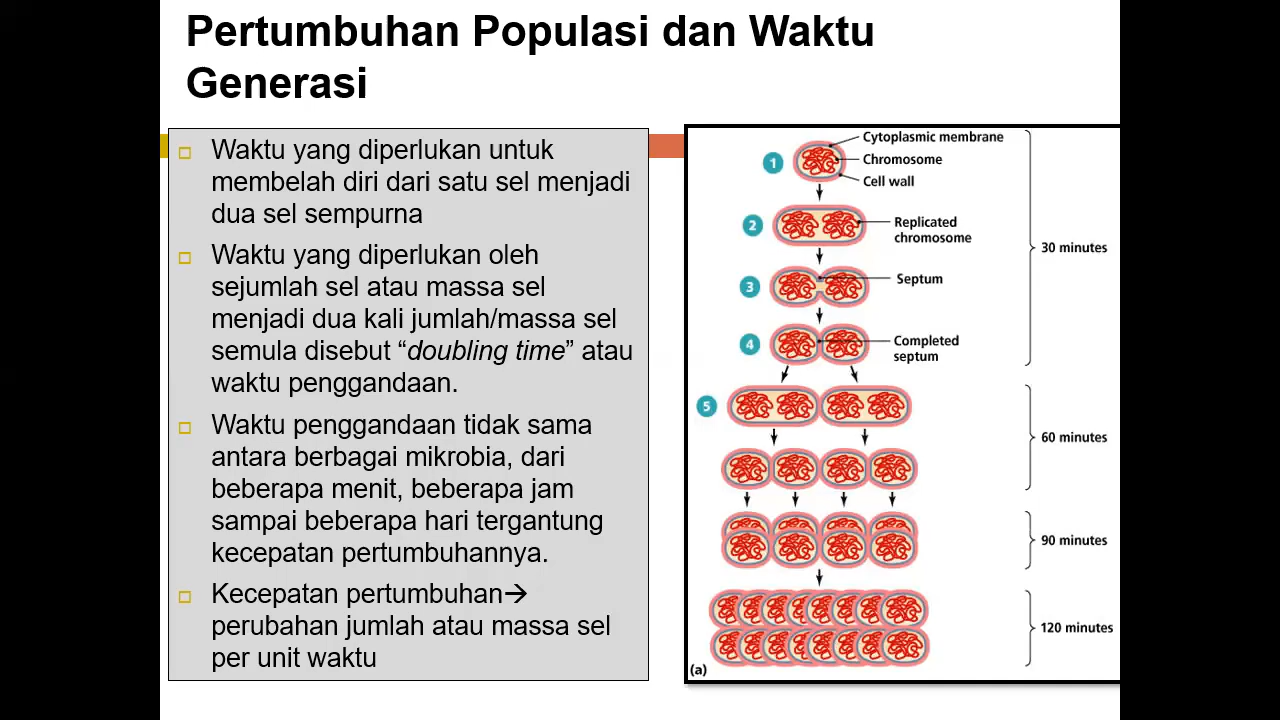 Pertumbuhan Populasi dan Waktu
Generasi
Waktu yang diperlukan untuk
membelah diri dari satu sel menjadi
dua sel sempurna
Waktu yang diperlukan oleh
sejumlah sel atau massa sel
menjadi dua kali jumlah/massa sel
semula disebut “doubling time” atau
waktu penggandaan.
Waktu penggandaan tidak sama
antara berbagai mikrobia, dari
beberapa menit, beberapa jam
sampai beberapa hari tergantung
kecepatan pertumbuhannya.
Kecepatan pertumbuhan→
perubahan jumlah atau massa sel
per unit waktu
Cytoplasmic membrane
1
Chromosome
Cell wall
2
Replicated
chromosome
30 minutes
3
Septum
4
Completed
septum
5
60 minutes
90 minutes
120 minutes
(a)